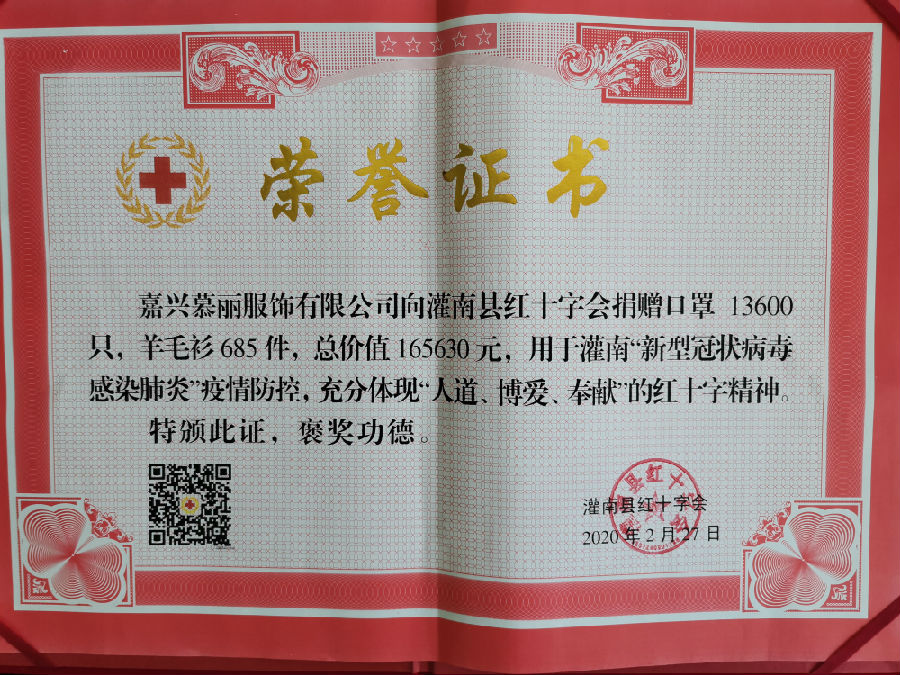 荣誉证书
嘉兴慕丽服饰有限公司向灌南县红十字会捐赠口罩 13600
只，羊毛衫 685 件，总价值 165630 元，用于灌南“新型冠状病毒
感染肺炎”疫情防控，充分体现“人道、博爱、奉献”的红十字精神。
特颁此证，褒奖功德。
灌南县红十字会
2020 年 2 月 27 日